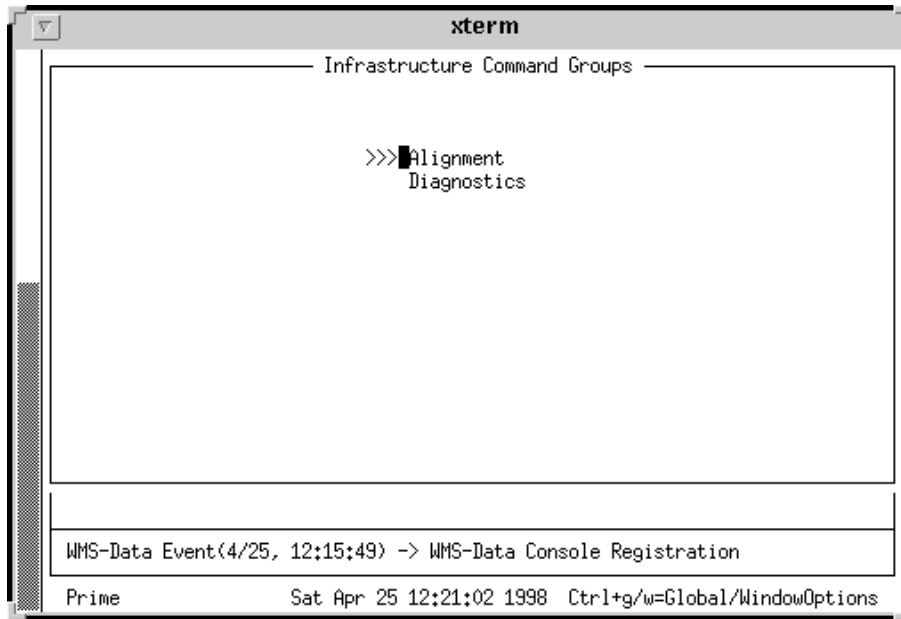 xterm
Infrastructure Command Groups
>>> Alignment
Diagnostics
WMS-Data Event(4/25, 12:15:49) -> WMS-Data Console Registration
Prime Sat Apr 25 12:21:02 1998 Ctrl+g/w=Global/WindowOptions